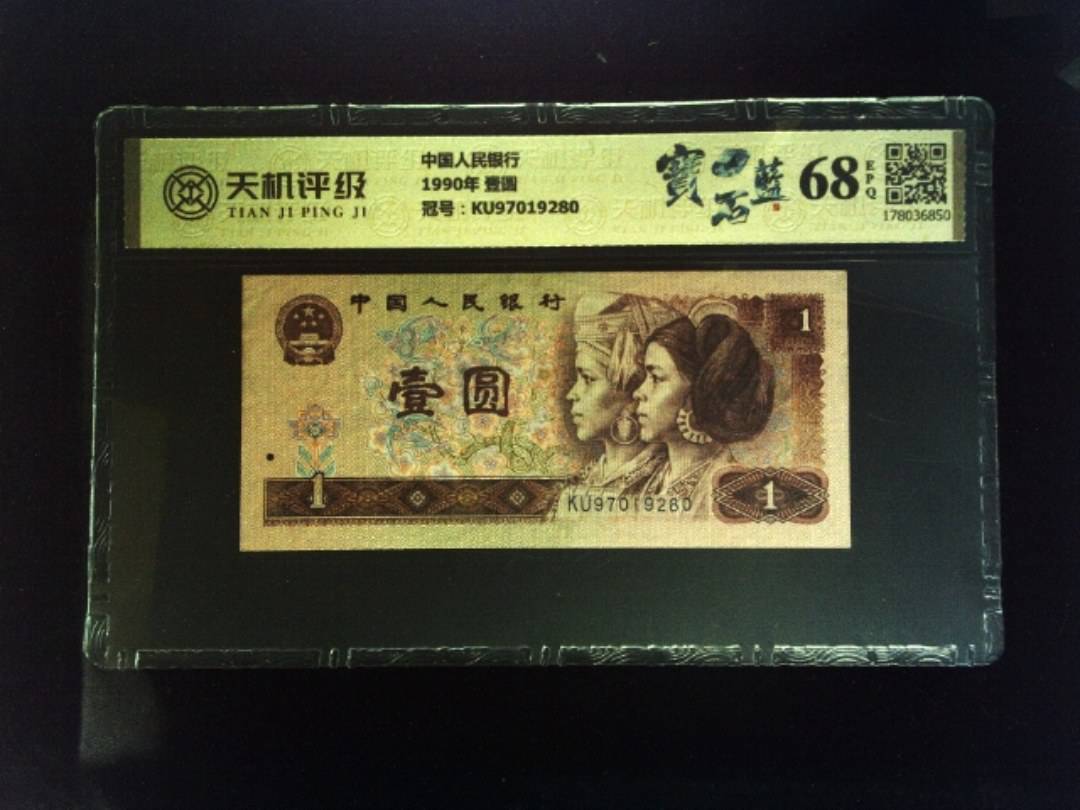 天机评级
TIAN JI PING JI
中国人民银行
1990年 壹圆
冠号：KU97019280
寶石蓝
68
EPQ
178036850
中国人民银行
1
壹圆
1
KU97019280
1